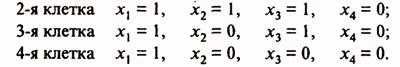 2-я клетка x₁ = 1, x₂ = 1, x₃ = 1, x₄ = 0;
3-я клетка x₁ = 1, x₂ = 0, x₃ = 1, x₄ = 0;
4-я клетка x₁ = 1, x₂ = 0, x₃ = 0, x₄ = 0.